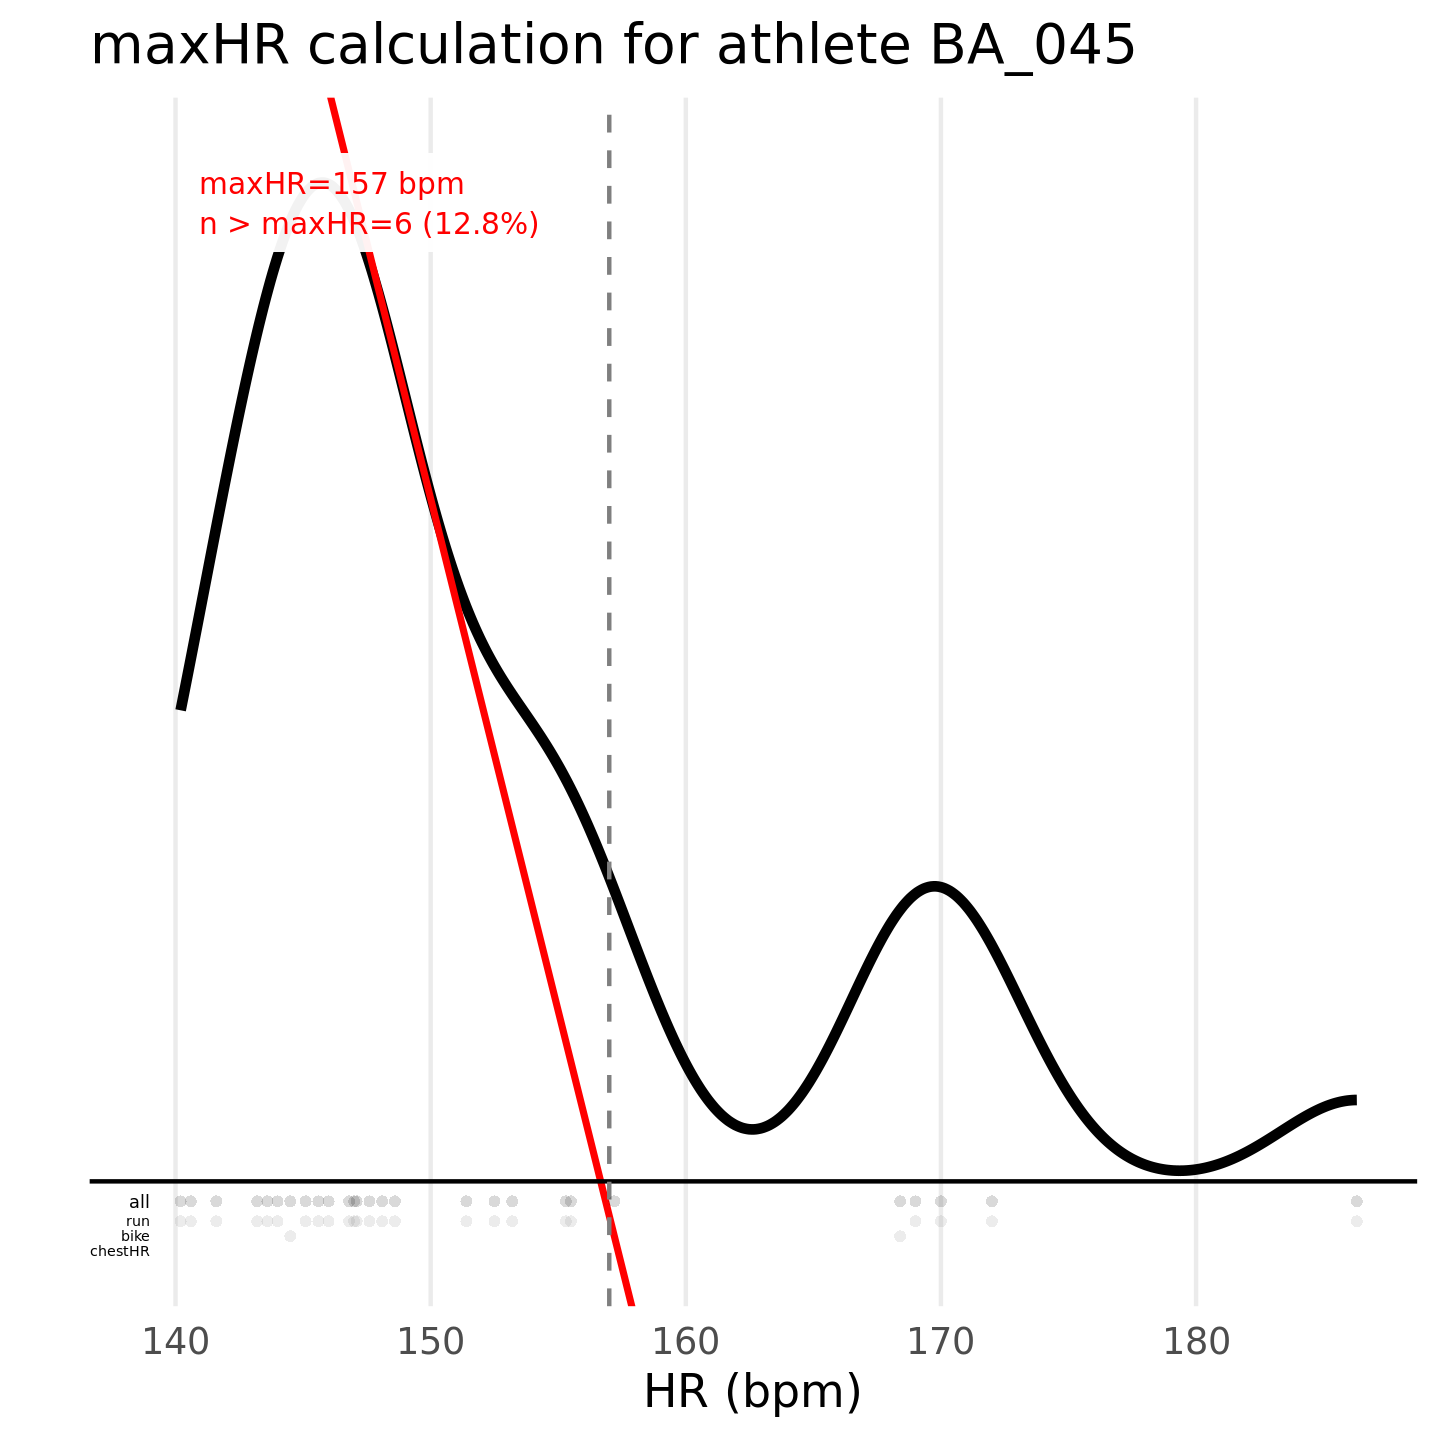 maxHR calculation for athlete BA_045
maxHR=157 bpm
n > maxHR=6 (12.8%)
all
run
bike
chestHR
140 150 160 170 180
HR (bpm)